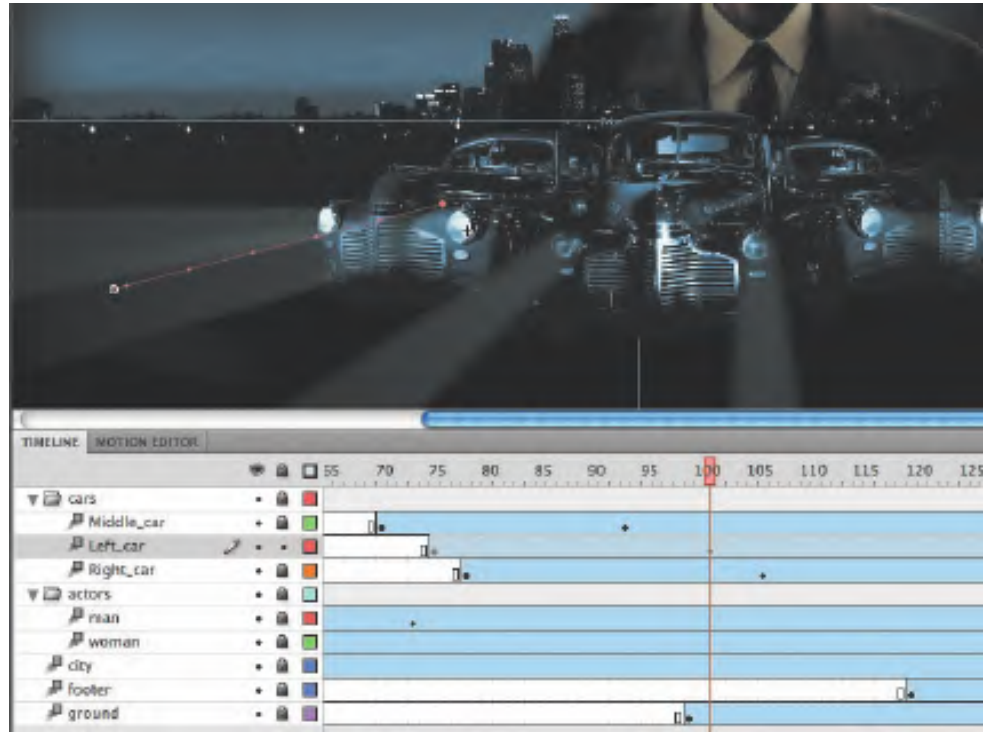 TIMELINE MOTION EDITOR
65 70 75 80 85 90 95 100 105 110 115 120 125
cars
Middle_car
Left_car
Right_car
actors
man
woman
city
footer
ground